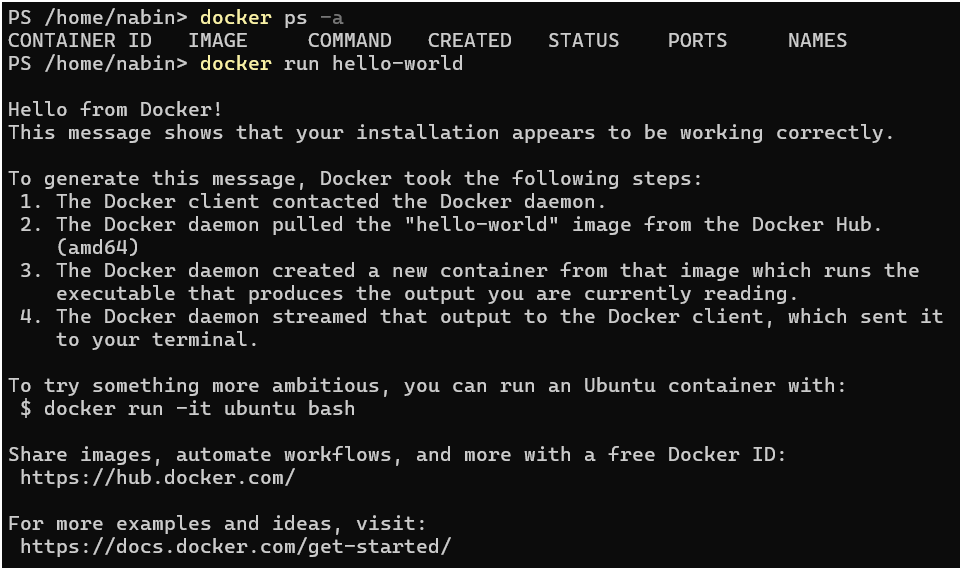 PS /home/nabin> docker ps -a
CONTAINER ID   IMAGE     COMMAND   CREATED   STATUS    PORTS     NAMES
PS /home/nabin> docker run hello-world

Hello from Docker!
This message shows that your installation appears to be working correctly.

To generate this message, Docker took the following steps:
 1. The Docker client contacted the Docker daemon.
 2. The Docker daemon pulled the "hello-world" image from the Docker Hub.
    (amd64)
 3. The Docker daemon created a new container from that image which runs the
    executable that produces the output you are currently reading.
 4. The Docker daemon streamed that output to the Docker client, which sent it
    to your terminal.

To try something more ambitious, you can run an Ubuntu container with:
 $ docker run -it ubuntu bash

Share images, automate workflows, and more with a free Docker ID:
 https://hub.docker.com/

For more examples and ideas, visit:
 https://docs.docker.com/get-started/